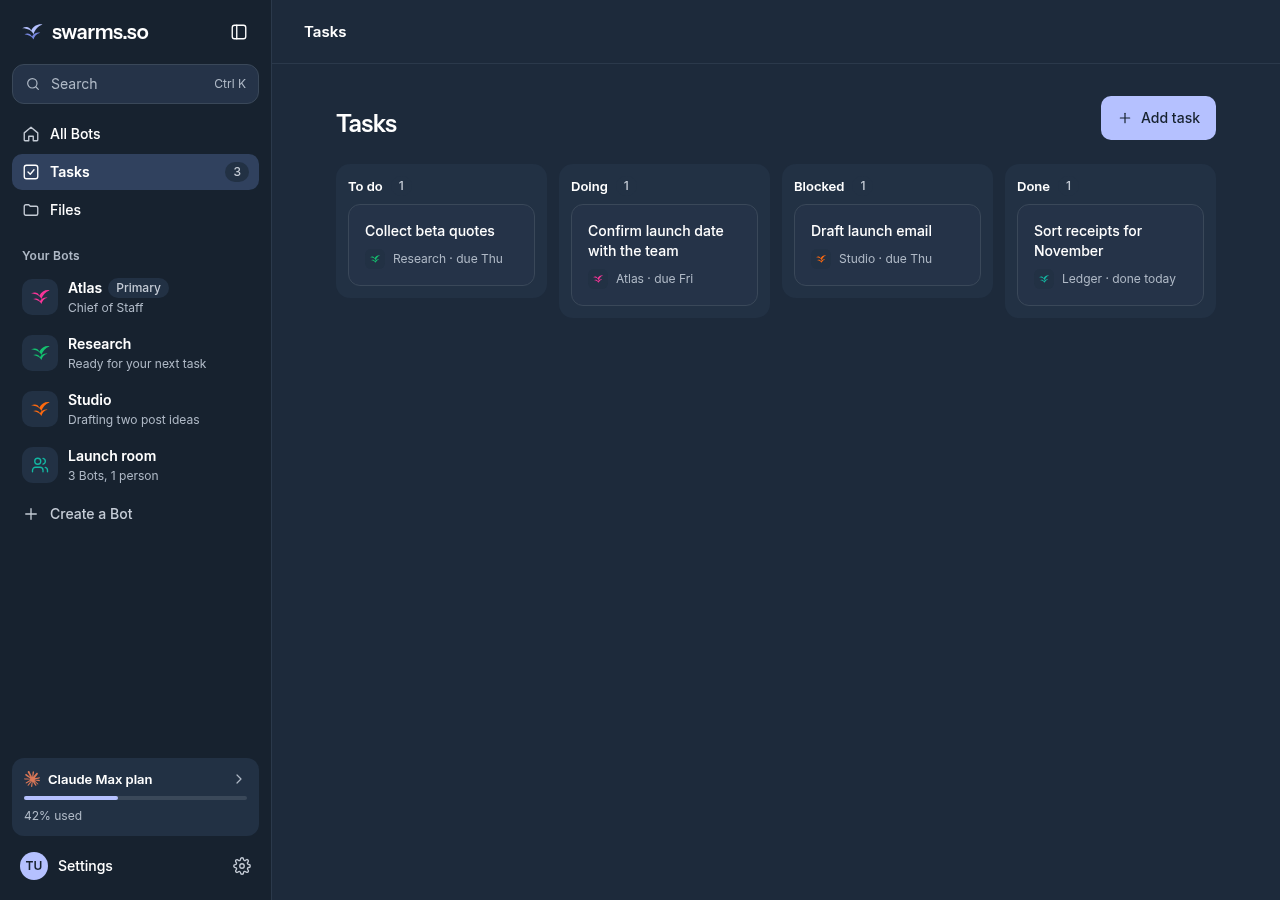 swarms.so
Search
Ctrl K
All Bots
Tasks
3
Files
Your Bots
Atlas
Primary
Chief of Staff
Research
Ready for your next task
Studio
Drafting two post ideas
Launch room
3 Bots, 1 person
Create a Bot
Claude Max plan
42% used
TU
Settings
Tasks
Tasks
Add task
To do 1
Collect beta quotes
Research · due Thu
Doing 1
Confirm launch date
with the team
Atlas · due Fri
Blocked 1
Draft launch email
Studio · due Thu
Done 1
Sort receipts for
November
Ledger · done today